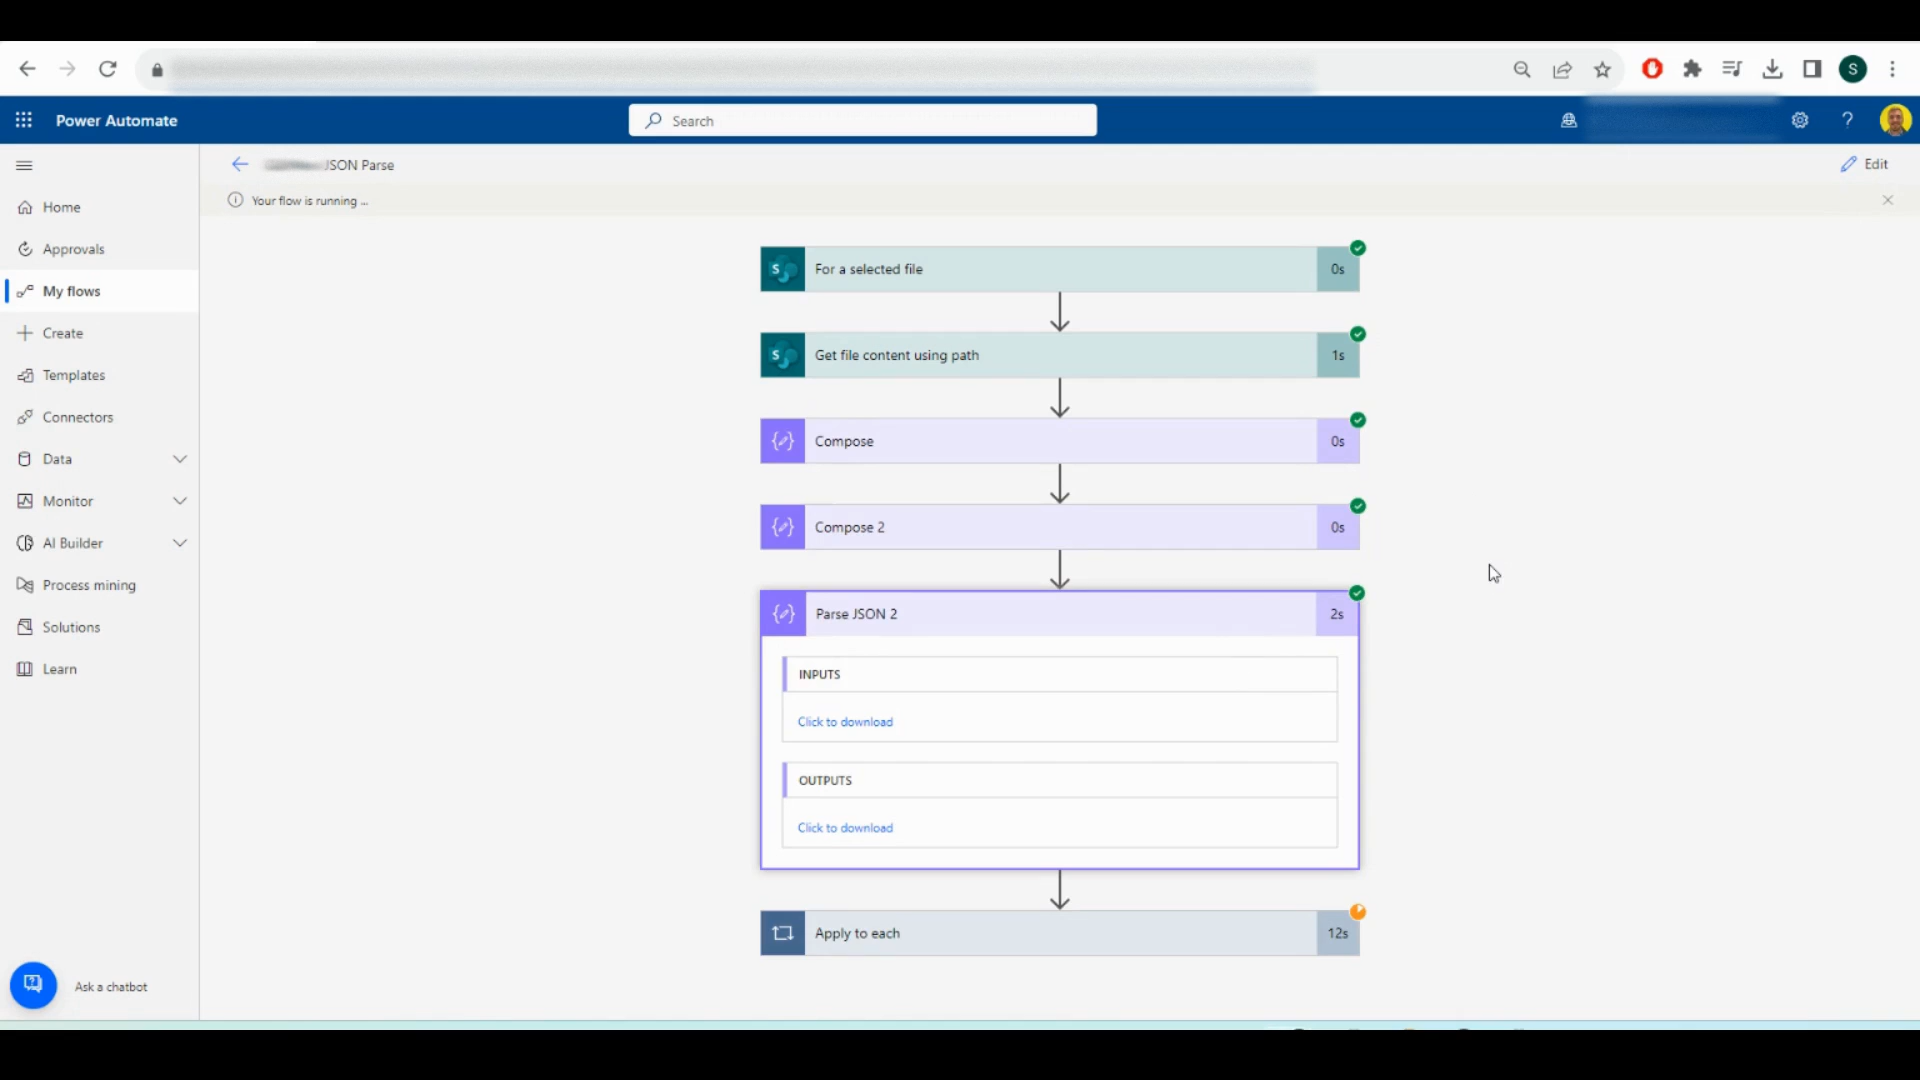 S
Power Automate
Search
JSON Parse
Edit
Your flow is running ...
Home
Approvals
My flows
Create
Templates
Connectors
Data
Monitor
AI Builder
Process mining
Solutions
Learn
Ask a chatbot
S
For a selected file
0s
S
Get file content using path
1s
Compose
0s
Compose 2
0s
Parse JSON 2
2s
INPUTS
Click to download
OUTPUTS
Click to download
Apply to each
12s